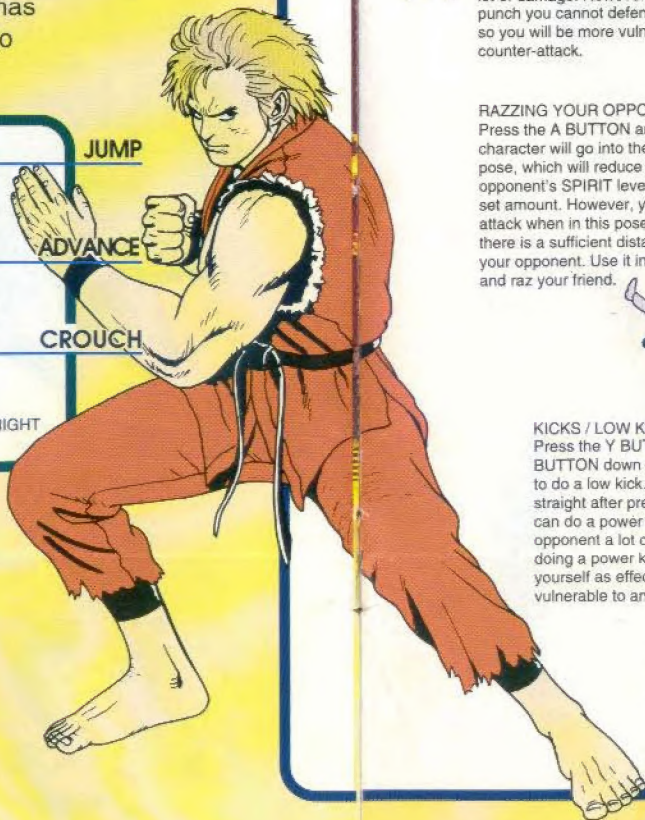 has
o
JUMP
ADVANCE
CROUCH
RIGHT
punch you cannot defen
so you will be more vuln
counter-attack.
RAZZING YOUR OPPO
Press the A BUTTON an
character will go into the
pose, which will reduce
opponent's SPIRIT leve
set amount. However, y
attack when in this pose
there is a sufficient dista
your opponent. Use it in
and raz your friend.
KICKS / LOW K
Press the Y BUT
BUTTON down
to do a low kick.
straight after pre
can do a power
opponent a lot o
doing a power k
yourself as effec
vulnerable to an